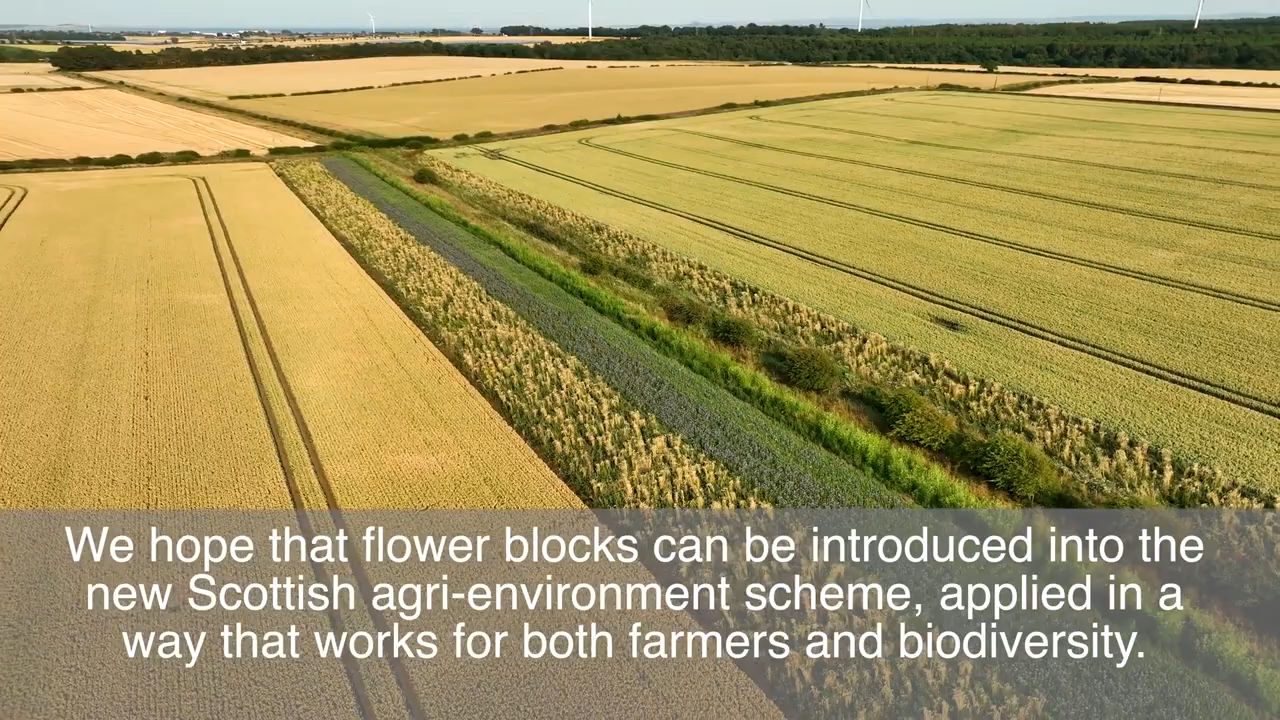 We hope that flower blocks can be introduced into the
new Scottish agri-environment scheme, applied in a
way that works for both farmers and biodiversity.